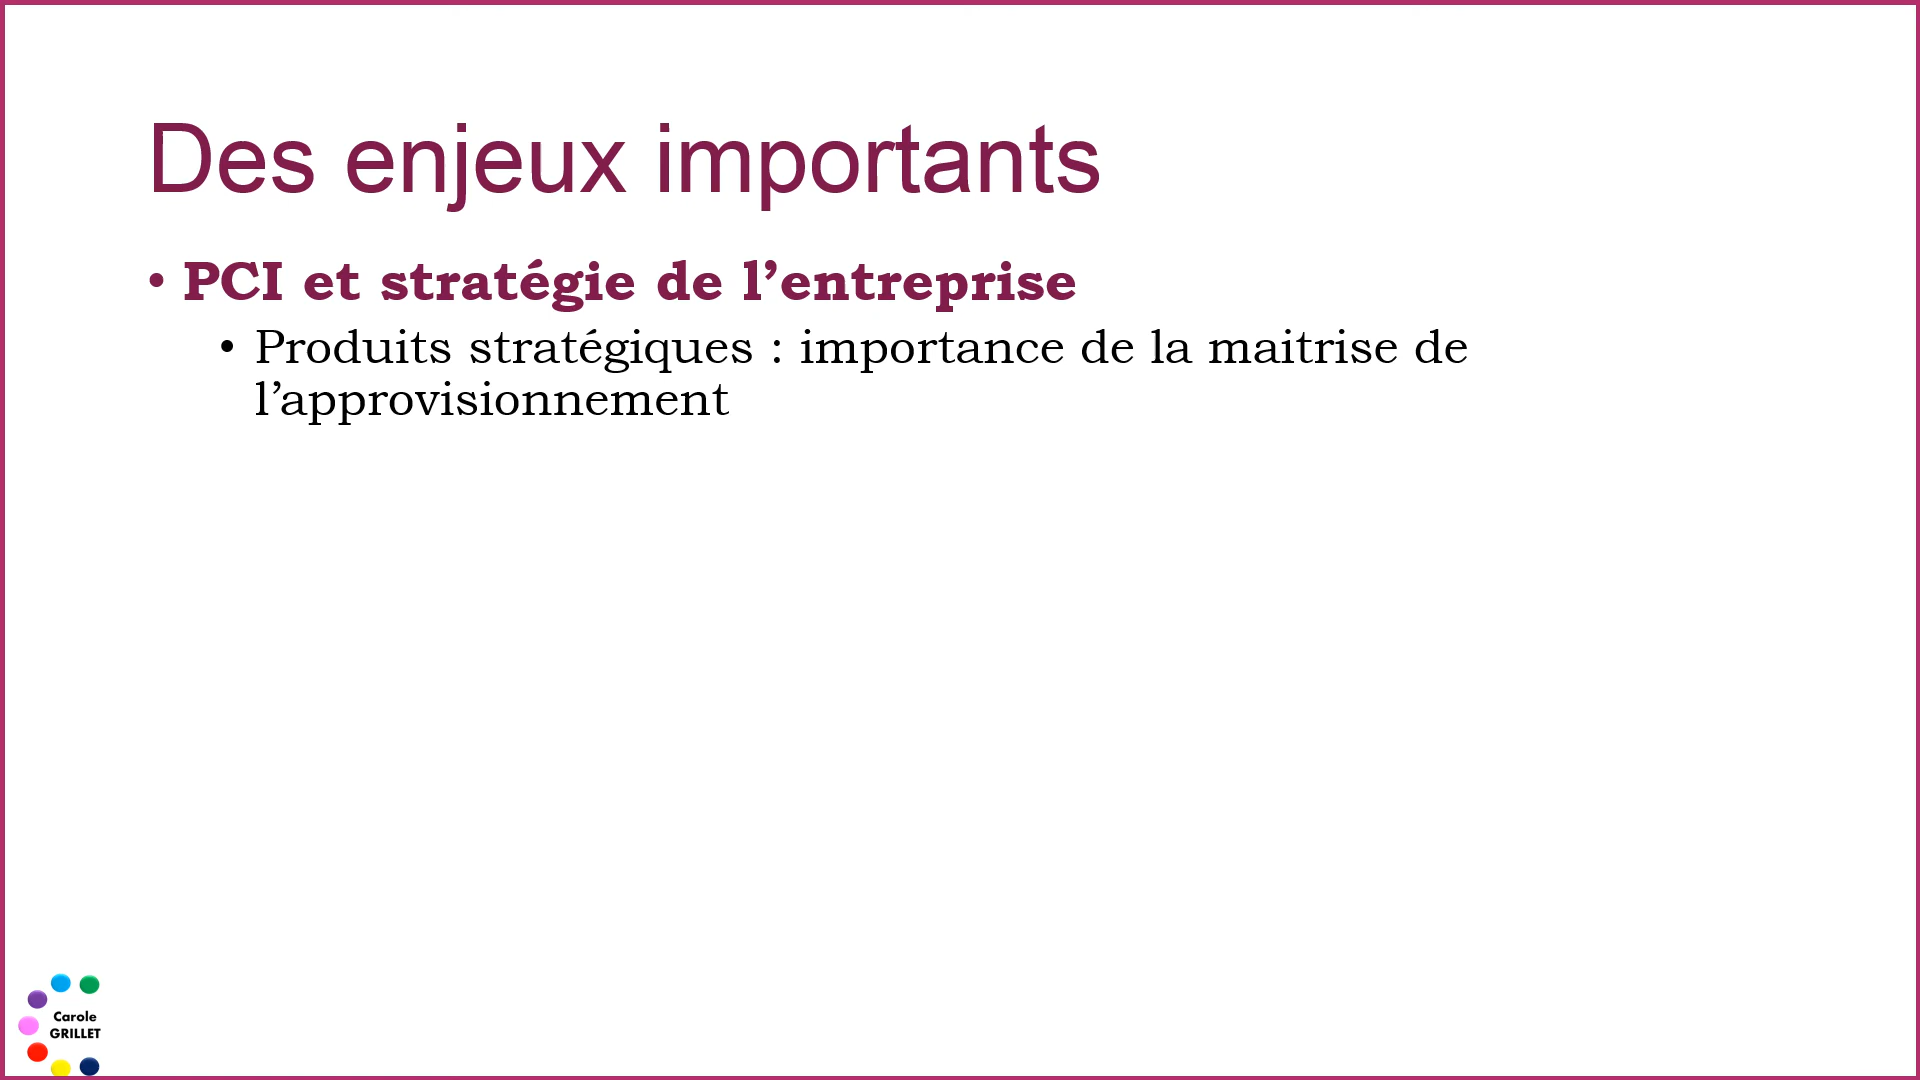 Des enjeux importants
• PCI et stratégie de l’entreprise
• Produits stratégiques : importance de la maitrise de
l’approvisionnement
Carole
GRILLET